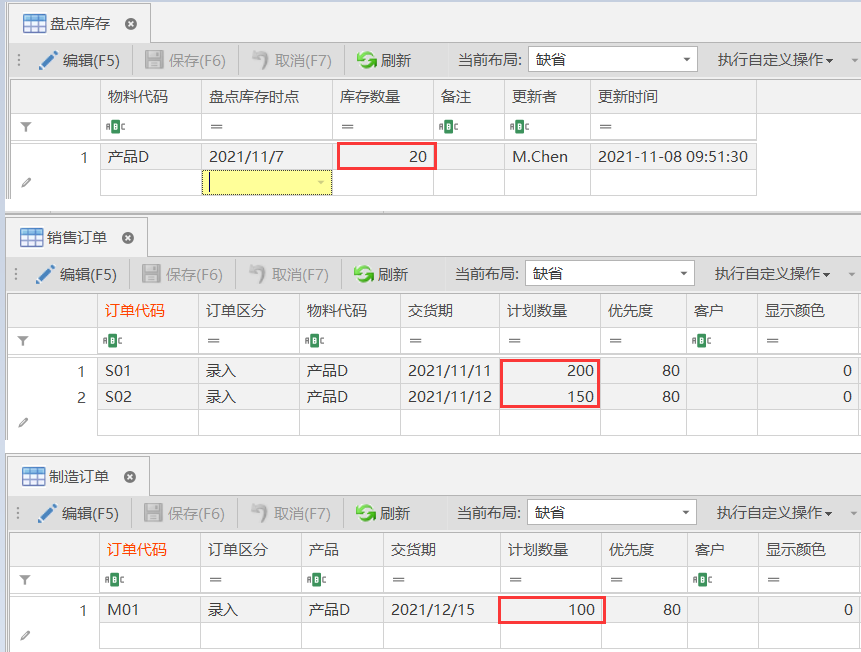 盘点库存
编辑(F5) 保存(F6) 取消(F7) 刷新 当前布局: 缺省 执行自定义操作
物料代码 盘点库存时点 库存数量 备注 更新者 更新时间
ABC = = ABC ABC =
1 产品D 2021/11/7 20 M.Chen 2021-11-08 09:51:30
销售订单
编辑(F5) 保存(F6) 取消(F7) 刷新 当前布局: 缺省 执行自定义操作
订单代码 订单区分 物料代码 交货期 计划数量 优先度 客户 显示颜色
ABC = ABC = = = ABC =
1 S01 录入 产品D 2021/11/11 200 80 0
2 S02 录入 产品D 2021/11/12 150 80 0
制造订单
编辑(F5) 保存(F6) 取消(F7) 刷新 当前布局: 缺省 执行自定义操作
订单代码 订单区分 产品 交货期 计划数量 优先度 客户 显示颜色
ABC = ABC = = = ABC =
1 M01 录入 产品D 2021/12/15 100 80 0